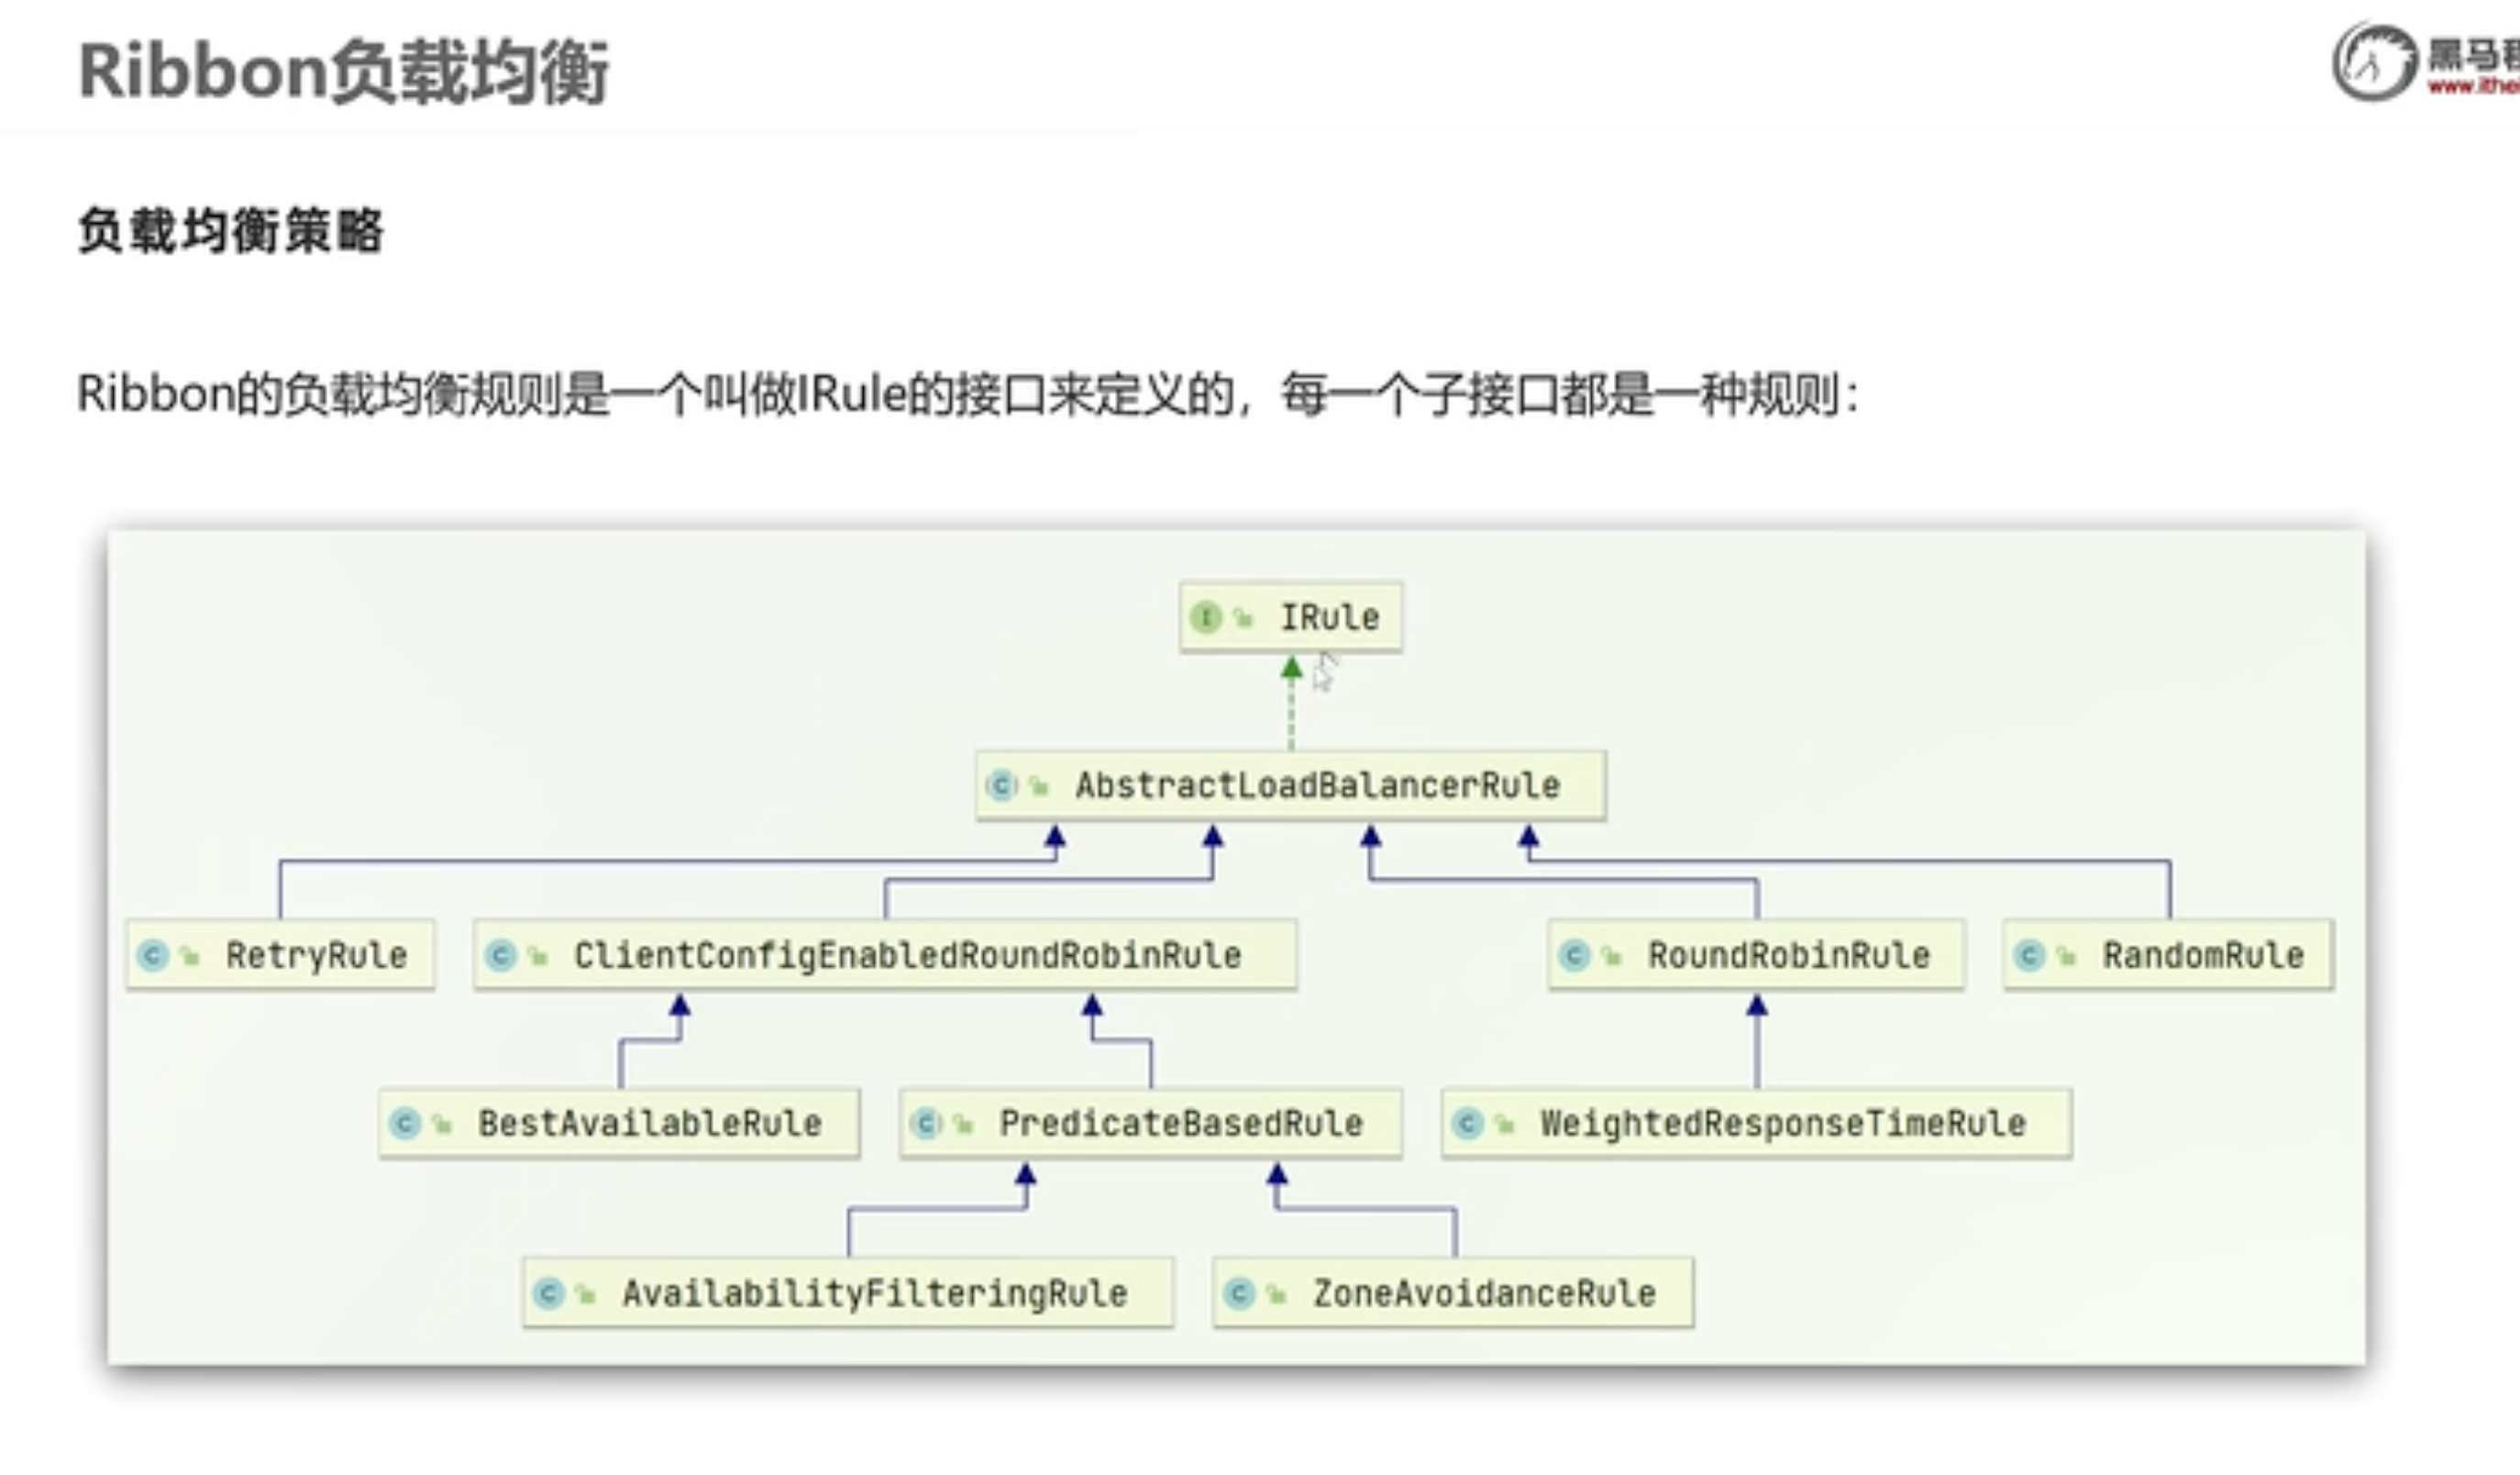 Ribbon负载均衡
黑马
www.ithe
负载均衡策略
Ribbon的负载均衡规则是一个叫做IRule的接口来定义的，每一个子接口都是一种规则：
IRule
AbstractLoadBalancerRule
RetryRule
ClientConfigEnabledRoundRobinRule
RoundRobinRule
RandomRule
BestAvailableRule
PredicateBasedRule
WeightedResponseTimeRule
AvailabilityFilteringRule
ZoneAvoidanceRule